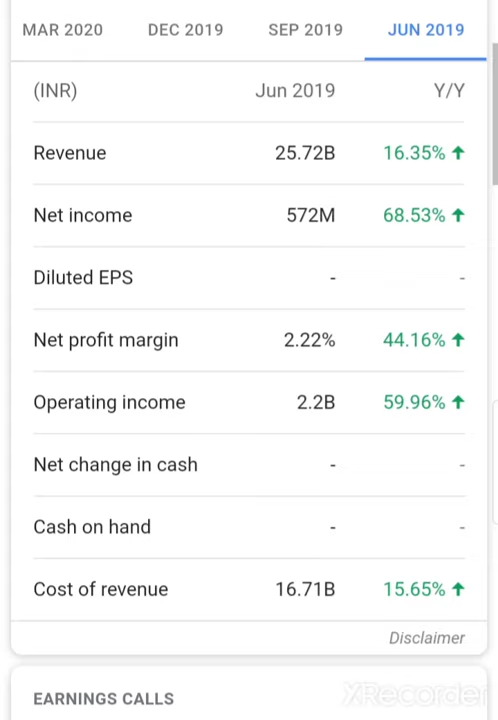 MAR 2020 DEC 2019 SEP 2019 JUN 2019
(INR) Jun 2019 Y/Y
Revenue 25.72B 16.35% ↑
Net income 572M 68.53% ↑
Diluted EPS - -
Net profit margin 2.22% 44.16% ↑
Operating income 2.2B 59.96% ↑
Net change in cash - -
Cash on hand - -
Cost of revenue 16.71B 15.65% ↑
Disclaimer
EARNINGS CALLS XRecorder